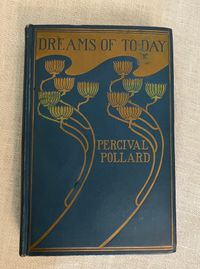 DREAMS OF TO-DAY
PERCIVAL
POLLARD